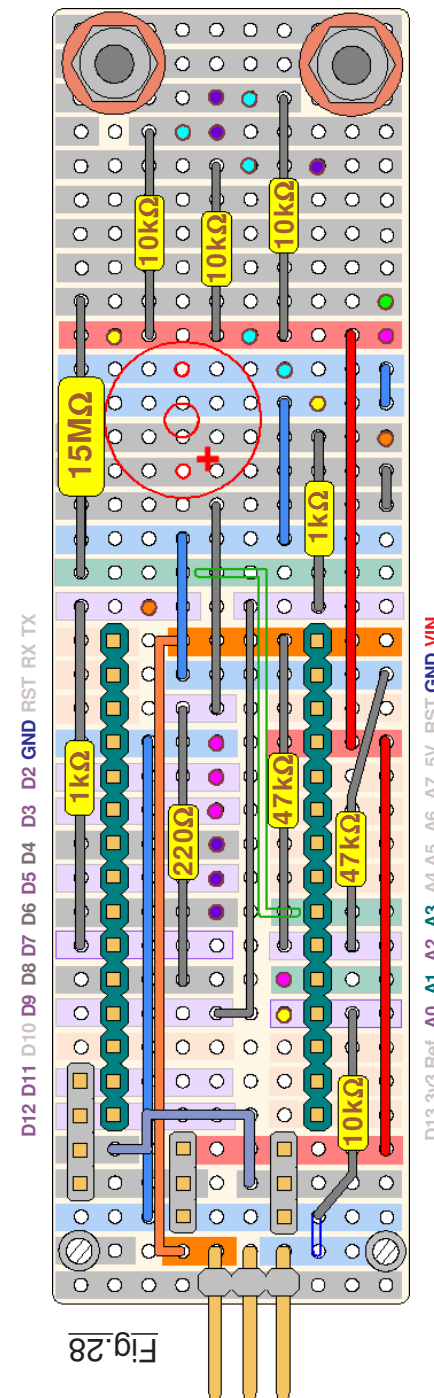 10kΩ
10kΩ
10kΩ
15MΩ
+
1kΩ
1kΩ
220Ω
47kΩ
47kΩ
10kΩ
D12 D11 D10 D9 D8 D7 D6 D5 D4 D3 D2 GND RST RX TX
D13 3v3 Ref A0 A1 A2 A3 A4 A5 A6 A7 5V RST GND VIN
Fig.28